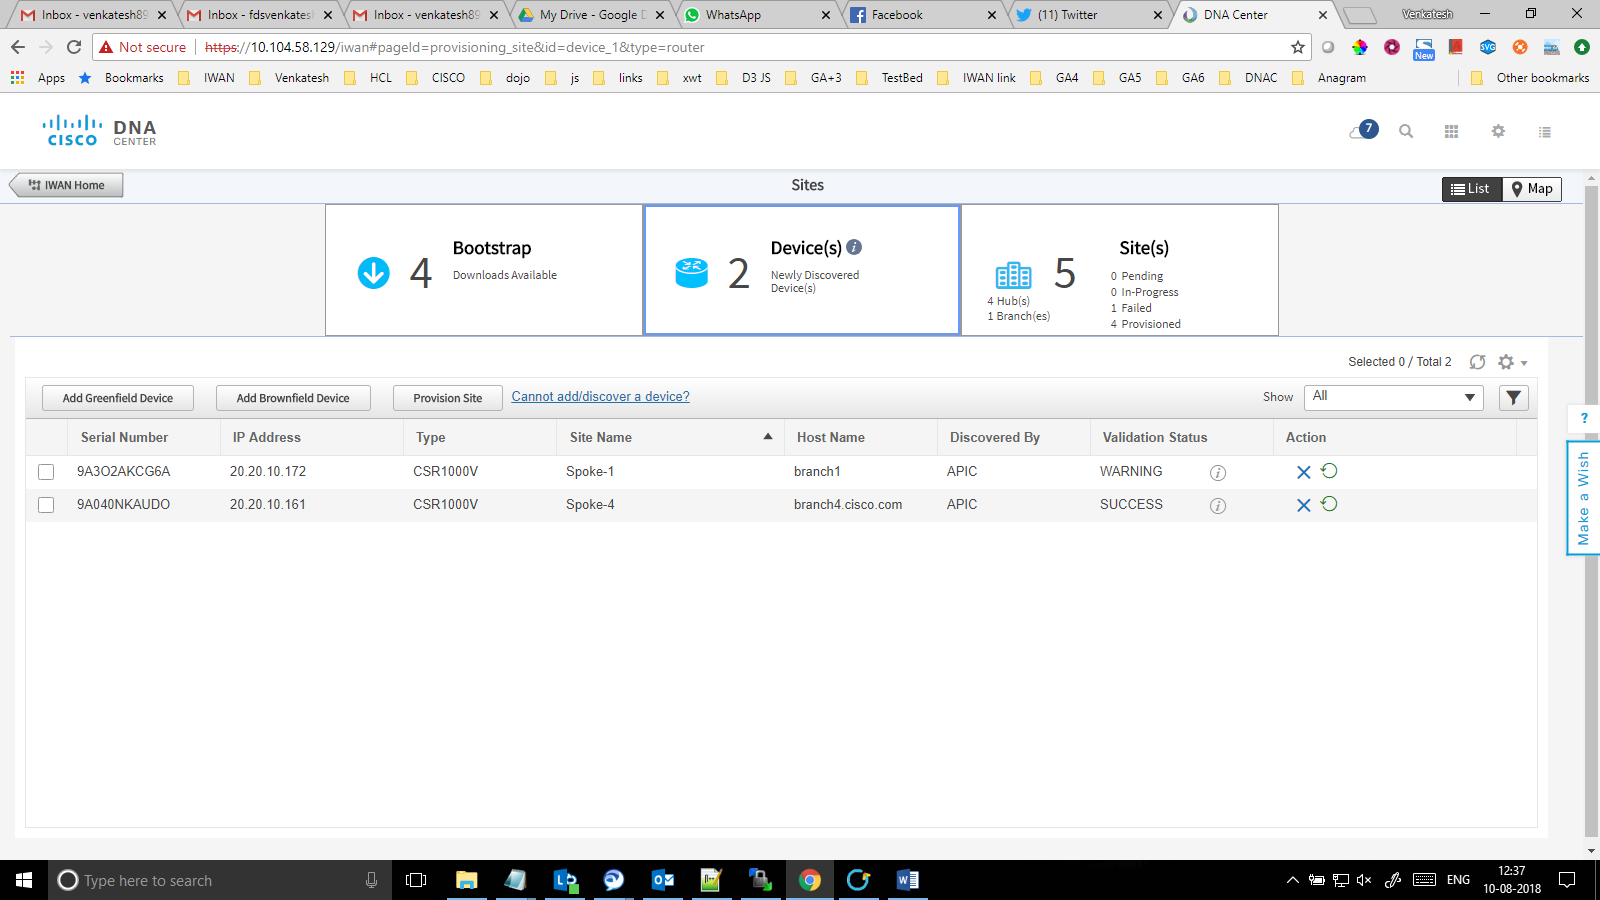 Inbox - venkatesh89
Inbox - fdsvenkatesh
Inbox - venkatesh89
My Drive - Google D
WhatsApp
Facebook
(11) Twitter
DNA Center
Venkatesh
Not secure
https://10.104.58.129/iwan#pageId=provisioning_site&id=device_1&type=router
New
SVG
Apps
Bookmarks
IWAN
Venkatesh
HCL
CISCO
dojo
js
links
xwt
D3 JS
GA+3
TestBed
IWAN link
GA4
GA5
GA6
DNAC
Anagram
Other bookmarks
CISCO
DNA
CENTER
7
IWAN Home
Sites
List
Map
4
Bootstrap
Downloads Available
2
Device(s)
Newly Discovered
Device(s)
5
4 Hub(s)
1 Branch(es)
Site(s)
0 Pending
0 In-Progress
1 Failed
4 Provisioned
Selected 0 / Total 2
Add Greenfield Device
Add Brownfield Device
Provision Site
Cannot add/discover a device?
Show
All
Serial Number
IP Address
Type
Site Name
Host Name
Discovered By
Validation Status
Action
9A3O2AKCG6A
20.20.10.172
CSR1000V
Spoke-1
branch1
APIC
WARNING
9A040NKAUDO
20.20.10.161
CSR1000V
Spoke-4
branch4.cisco.com
APIC
SUCCESS
?
Make a Wish
Type here to search
ENG
12:37
10-08-2018